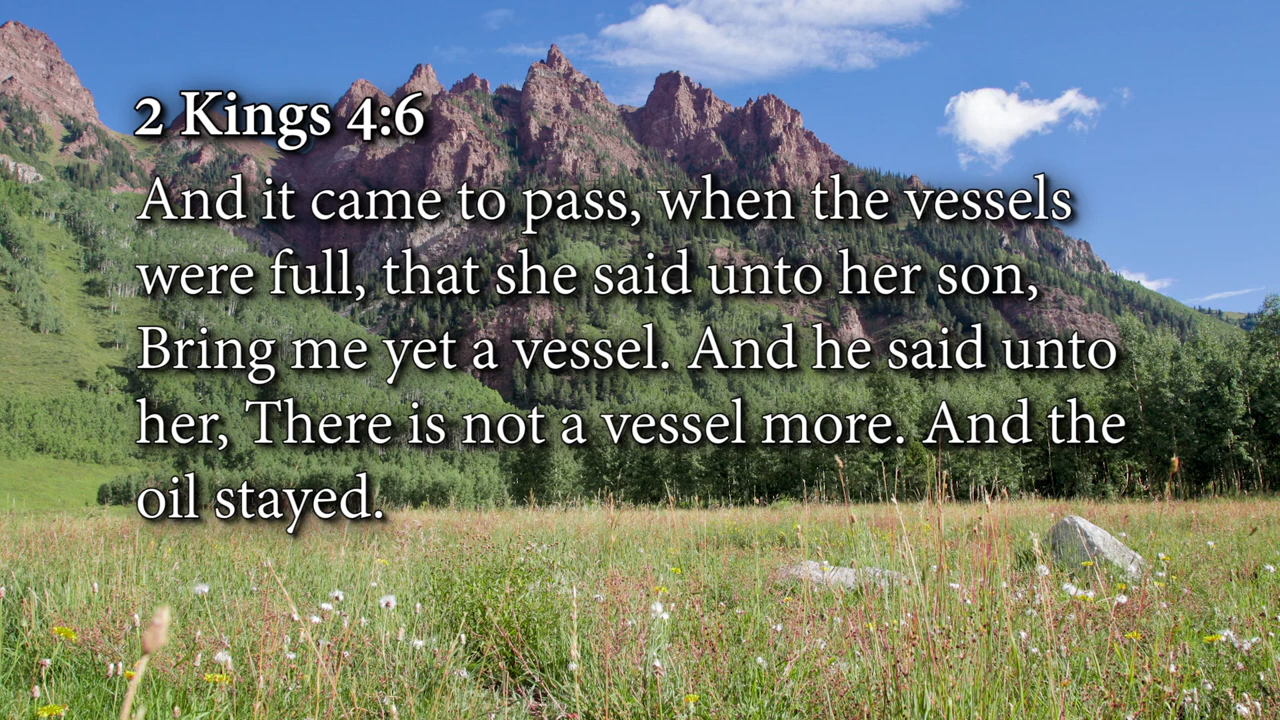 2 Kings 4:6
And it came to pass, when the vessels
were full, that she said unto her son,
Bring me yet a vessel. And he said unto
her, There is not a vessel more. And the
oil stayed.